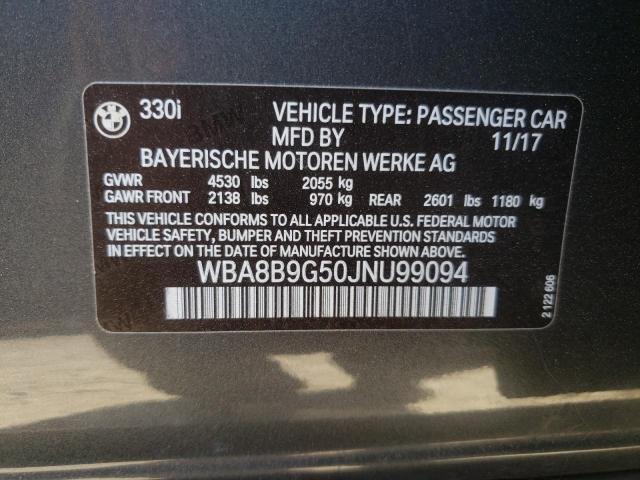 330i VEHICLE TYPE: PASSENGER CAR
MFD BY 11/17
BAYERISCHE MOTOREN WERKE AG
GVWR 4530 lbs 2055 kg
GAWR FRONT 2138 lbs 970 kg REAR 2601 lbs 1180 kg
THIS VEHICLE CONFORMS TO ALL APPLICABLE U.S. FEDERAL MOTOR
VEHICLE SAFETY, BUMPER AND THEFT PREVENTION STANDARDS
IN EFFECT ON THE DATE OF MANUFACTURE SHOWN ABOVE.
WBA8B9G50JNU99094
2 122 606